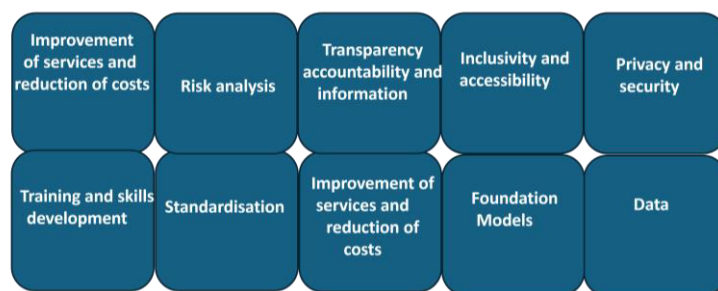 Improvement
of services and
reduction of costs
Risk analysis
Transparency
accountability and
information
Inclusivity and
accessibility
Privacy and
security
Training and skills
development
Standardisation
Improvement of
services and
reduction of
costs
Foundation
Models
Data